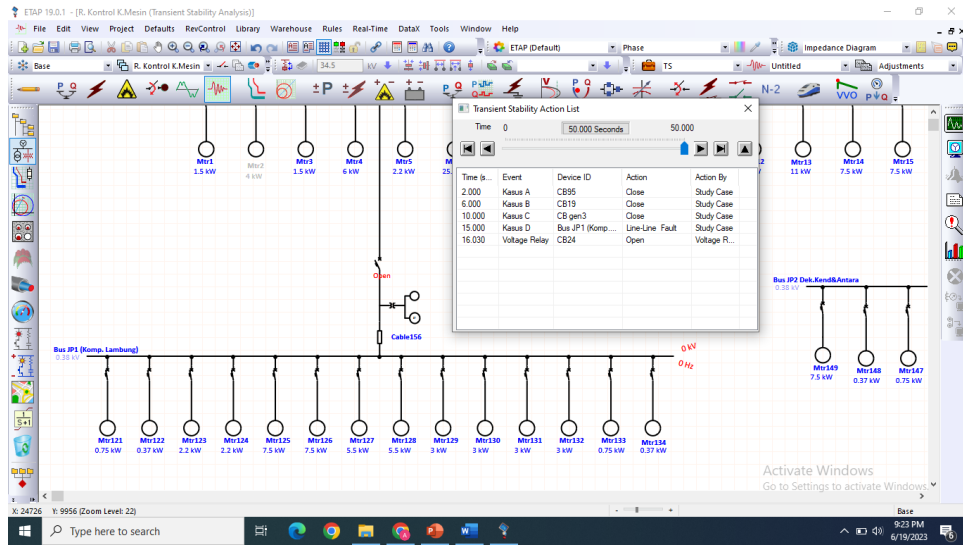 ETAP 19.0.1 - [R. Kontrol K.Mesin (Transient Stability Analysis)]
File Edit View Project Defaults RevControl Library Warehouse Rules Real-Time DataX Tools Window Help
ETAP (Default) Phase Impedance Diagram
Base R. Kontrol K.Mesin 34.5 kV TS Untitled Adjustments
N-2 VVO
Transient Stability Action List
Time 0 50.000 Seconds 50.000
Time (s... Event Device ID Action Action By
2.000 Kasus A CB95 Close Study Case
6.000 Kasus B CB19 Close Study Case
10.000 Kasus C CB gen3 Close Study Case
15.000 Kasus D Bus JP1 (Komp.... Line-Line Fault Study Case
16.030 Voltage Relay CB24 Open Voltage R...
Mtr1 Mtr2 Mtr3 Mtr4 Mtr5 Mtr13 Mtr14 Mtr15
1.5 kW 4 kW 1.5 kW 6 kW 2.2 kW 11 kW 7.5 kW 7.5 kW
Open
Cable156
Bus JP2 Dek.Kend&Antara
0.38 kV
Bus JP1 (Komp. Lambung)
0.38 kV
0 kV
0 Hz
Mtr149 Mtr148 Mtr147
7.5 kW 0.37 kW 0.75 kW
Mtr121 Mtr122 Mtr123 Mtr124 Mtr125 Mtr126 Mtr127 Mtr128 Mtr129 Mtr130 Mtr131 Mtr132 Mtr133 Mtr134
0.75 kW 0.37 kW 2.2 kW 2.2 kW 7.5 kW 7.5 kW 5.5 kW 5.5 kW 3 kW 3 kW 3 kW 3 kW 0.75 kW 0.37 kW
Activate Windows
Go to Settings to activate Windows.
X: 24726 Y: 9956 (Zoom Level: 22) Base
Type here to search
9:23 PM
6/19/2023